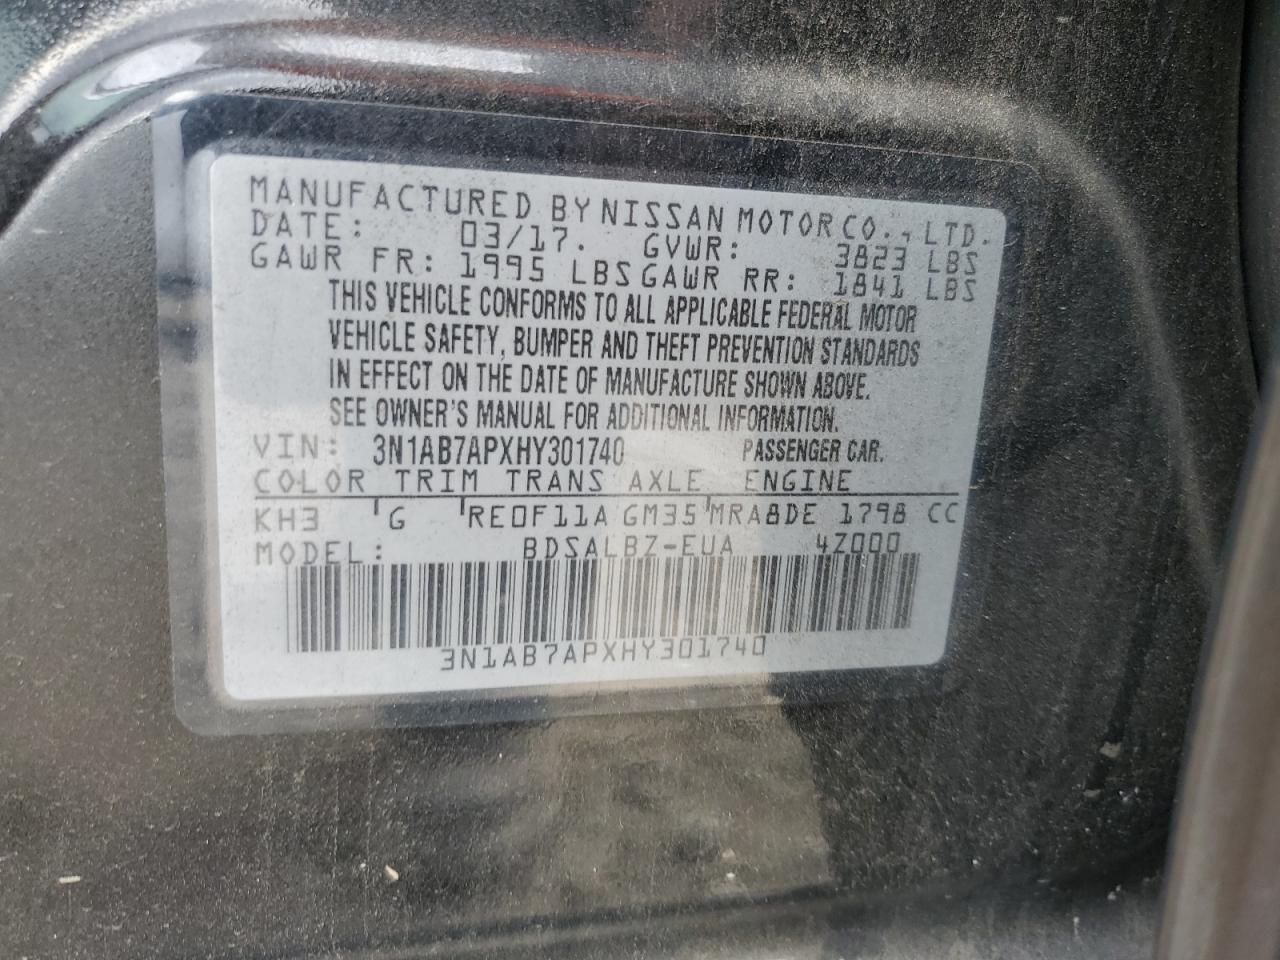 MANUFACTURED BY NISSAN MOTOR CO., LTD.
DATE: 03/17. GVWR: 3823 LBS
GAWR FR: 1995 LBS GAWR RR: 1841 LBS
THIS VEHICLE CONFORMS TO ALL APPLICABLE FEDERAL MOTOR
VEHICLE SAFETY, BUMPER AND THEFT PREVENTION STANDARDS
IN EFFECT ON THE DATE OF MANUFACTURE SHOWN ABOVE.
SEE OWNER'S MANUAL FOR ADDITIONAL INFORMATION.
VIN: 3N1AB7APXHY301740 PASSENGER CAR.
COLOR TRIM TRANS AXLE ENGINE
KH3 G RE0F11A GM35 MRA8DE 1798 CC
MODEL: BDSALBZ-EUA 4Z000
3N1AB7APXHY301740